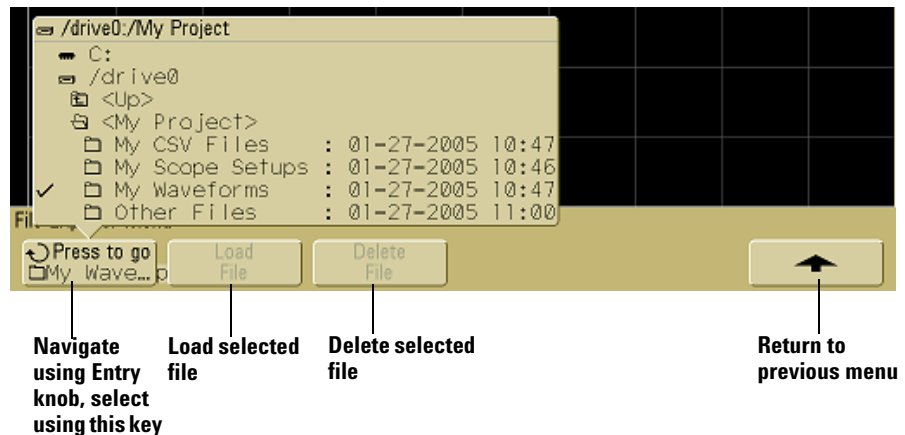 /drive0:/My Project
C:
/drive0
<Up>
<My Project>
My CSV Files : 01-27-2005 10:47
My Scope Setups : 01-27-2005 10:46
My Waveforms : 01-27-2005 10:47
Other Files : 01-27-2005 11:00
Press to go
My Wave...
Load
File
Delete
File
Navigate
using Entry
knob, select
using this key
Load selected
file
Delete selected
file
Return to
previous menu